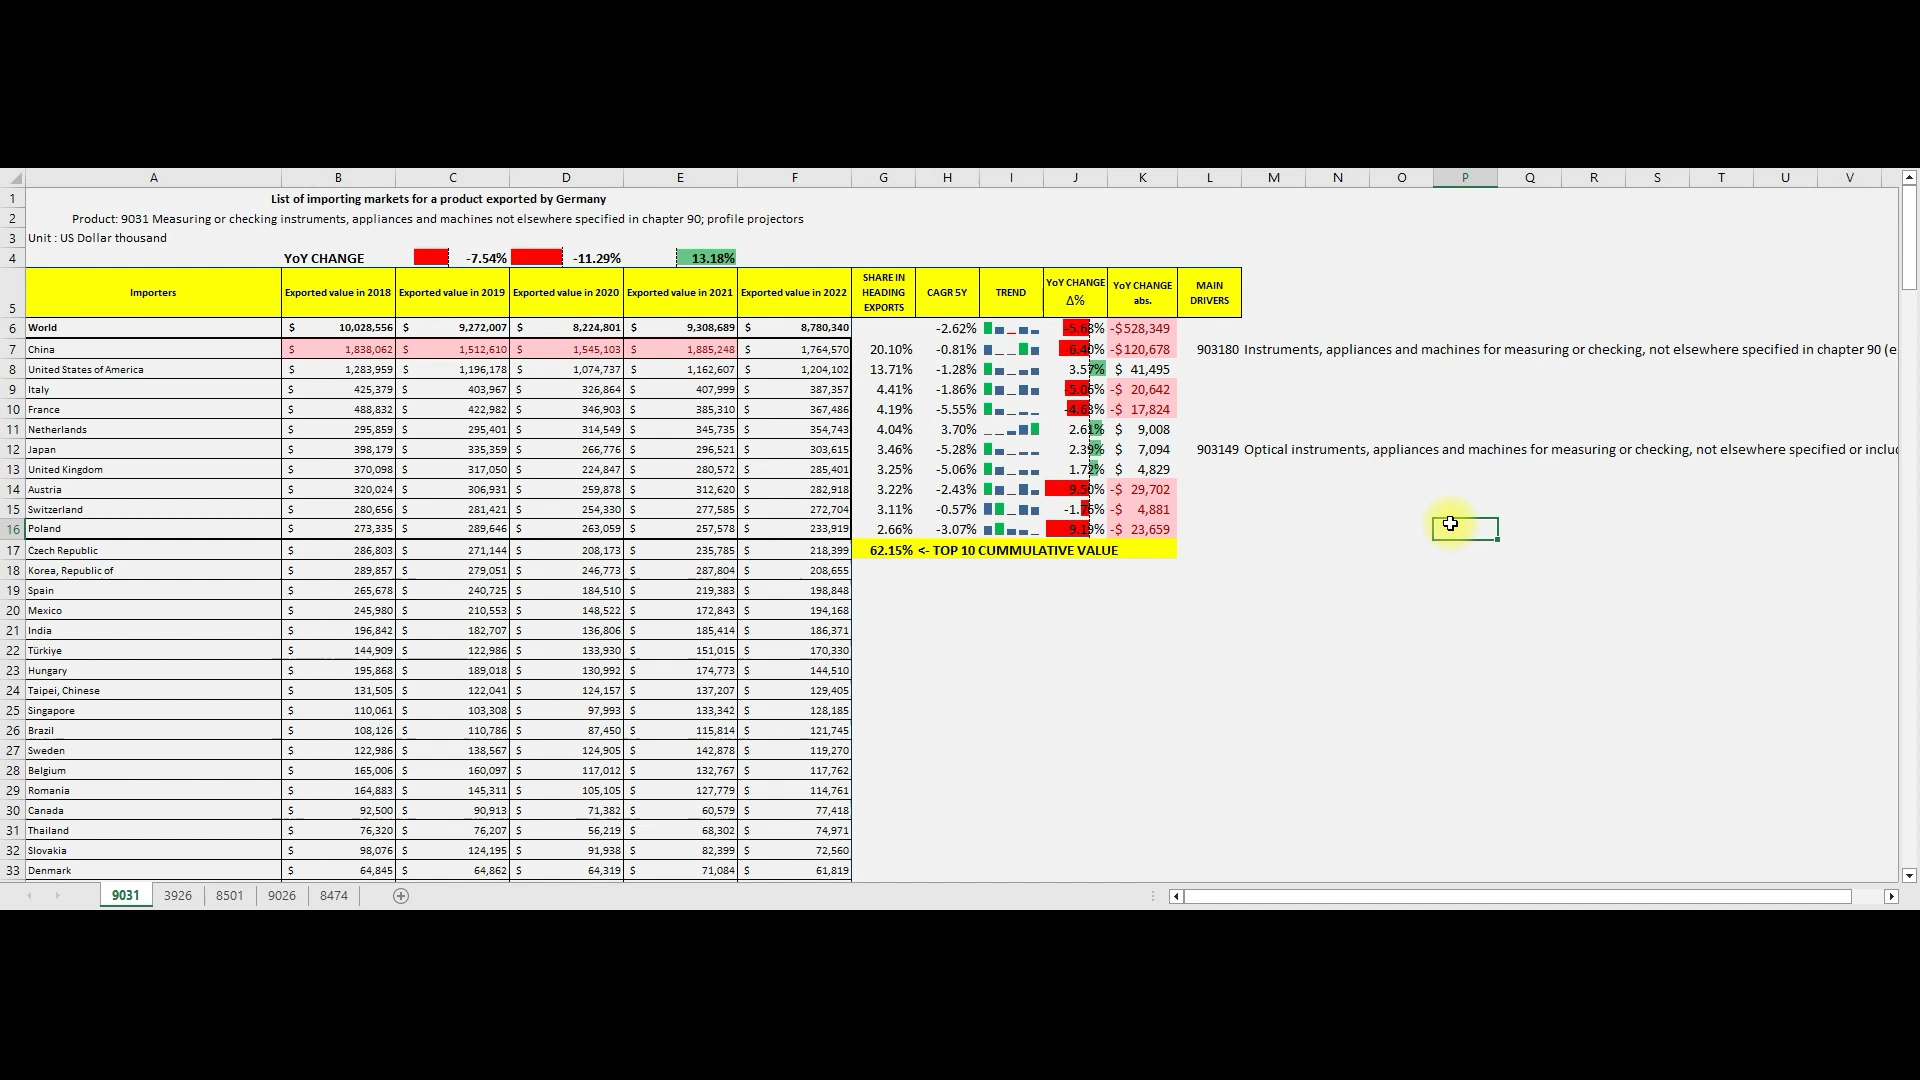 A B C D E F G H I J K L M N O P Q R S T U V
1 List of importing markets for a product exported by Germany
2 Product: 9031 Measuring or checking instruments, appliances and machines not elsewhere specified in chapter 90; profile projectors
3 Unit : US Dollar thousand
4 YoY CHANGE -7.54% -11.29% 13.18%
5 Importers Exported value in 2018 Exported value in 2019 Exported value in 2020 Exported value in 2021 Exported value in 2022 SHARE IN HEADING EXPORTS CAGR 5Y TREND YoY CHANGE Δ% YoY CHANGE abs. MAIN DRIVERS
6 World $ 10,028,556 $ 9,272,007 $ 8,224,801 $ 9,308,689 $ 8,780,340 -2.62% -5.68% -$528,349
7 China $ 1,838,062 $ 1,512,610 $ 1,545,103 $ 1,885,248 $ 1,764,570 20.10% -0.81% 6.40% -$120,678 903180 Instruments, appliances and machines for measuring or checking, not elsewhere specified in chapter 90 (e
8 United States of America $ 1,283,959 $ 1,196,178 $ 1,074,737 $ 1,162,607 $ 1,204,102 13.71% -1.28% 3.57% $ 41,495
9 Italy $ 425,379 $ 403,967 $ 326,864 $ 407,999 $ 387,357 4.41% -1.86% -5.06% -$ 20,642
10 France $ 488,832 $ 422,982 $ 346,903 $ 385,310 $ 367,486 4.19% -5.55% -4.63% -$ 17,824
11 Netherlands $ 295,859 $ 295,401 $ 314,549 $ 345,735 $ 354,743 4.04% 3.70% 2.61% $ 9,008
12 Japan $ 398,179 $ 335,359 $ 266,776 $ 296,521 $ 303,615 3.46% -5.28% 2.39% $ 7,094 903149 Optical instruments, appliances and machines for measuring or checking, not elsewhere specified or inclu
13 United Kingdom $ 370,098 $ 317,050 $ 224,847 $ 280,572 $ 285,401 3.25% -5.06% 1.72% $ 4,829
14 Austria $ 320,024 $ 306,931 $ 259,878 $ 312,620 $ 282,918 3.22% -2.43% 9.50% -$ 29,702
15 Switzerland $ 280,656 $ 281,421 $ 254,330 $ 277,585 $ 272,704 3.11% -0.57% -1.76% -$ 4,881
16 Poland $ 273,335 $ 289,646 $ 263,059 $ 257,578 $ 233,919 2.66% -3.07% 9.19% -$ 23,659
17 Czech Republic $ 286,803 $ 271,144 $ 208,173 $ 235,785 $ 218,399 62.15% <- TOP 10 CUMMULATIVE VALUE
18 Korea, Republic of $ 289,857 $ 279,051 $ 246,773 $ 287,804 $ 208,655
19 Spain $ 265,678 $ 240,725 $ 184,510 $ 219,383 $ 198,848
20 Mexico $ 245,980 $ 210,553 $ 148,522 $ 172,843 $ 194,168
21 India $ 196,842 $ 182,707 $ 136,806 $ 185,414 $ 186,371
22 Türkiye $ 144,909 $ 122,986 $ 133,930 $ 151,015 $ 170,330
23 Hungary $ 195,868 $ 189,018 $ 130,992 $ 174,773 $ 144,510
24 Taipei, Chinese $ 131,505 $ 122,041 $ 124,157 $ 137,207 $ 129,405
25 Singapore $ 110,061 $ 103,308 $ 97,993 $ 133,342 $ 128,185
26 Brazil $ 108,126 $ 110,786 $ 87,450 $ 115,814 $ 121,745
27 Sweden $ 122,986 $ 138,567 $ 124,905 $ 142,878 $ 119,270
28 Belgium $ 165,006 $ 160,097 $ 117,012 $ 132,767 $ 117,762
29 Romania $ 164,883 $ 145,311 $ 105,105 $ 127,779 $ 114,761
30 Canada $ 92,500 $ 90,913 $ 71,382 $ 60,579 $ 77,418
31 Thailand $ 76,320 $ 76,207 $ 56,219 $ 68,302 $ 74,971
32 Slovakia $ 98,076 $ 124,195 $ 91,938 $ 82,399 $ 72,560
33 Denmark $ 64,845 $ 64,862 $ 64,319 $ 71,084 $ 61,819
9031 3926 8501 9026 8474